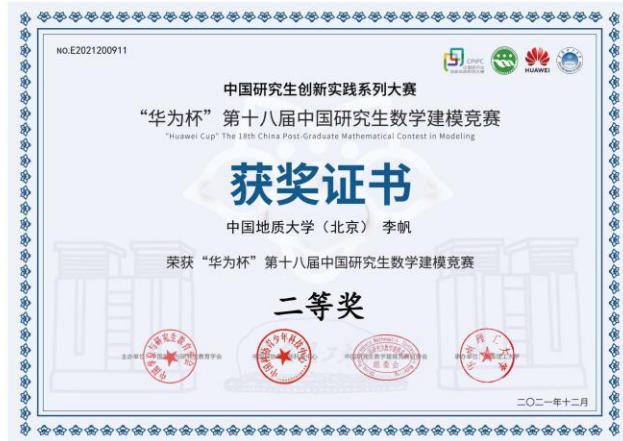 NO.E2021200911
CPIPC
HUAWEI
中国研究生创新实践系列大赛
“华为杯”第十八届中国研究生数学建模竞赛
"Huawei Cup" The 18th China Post-Graduate Mathematical Contest in Modeling
获奖证书
中国地质大学（北京） 李帆
荣获“华为杯”第十八届中国研究生数学建模竞赛
二等奖
二〇二一年十二月